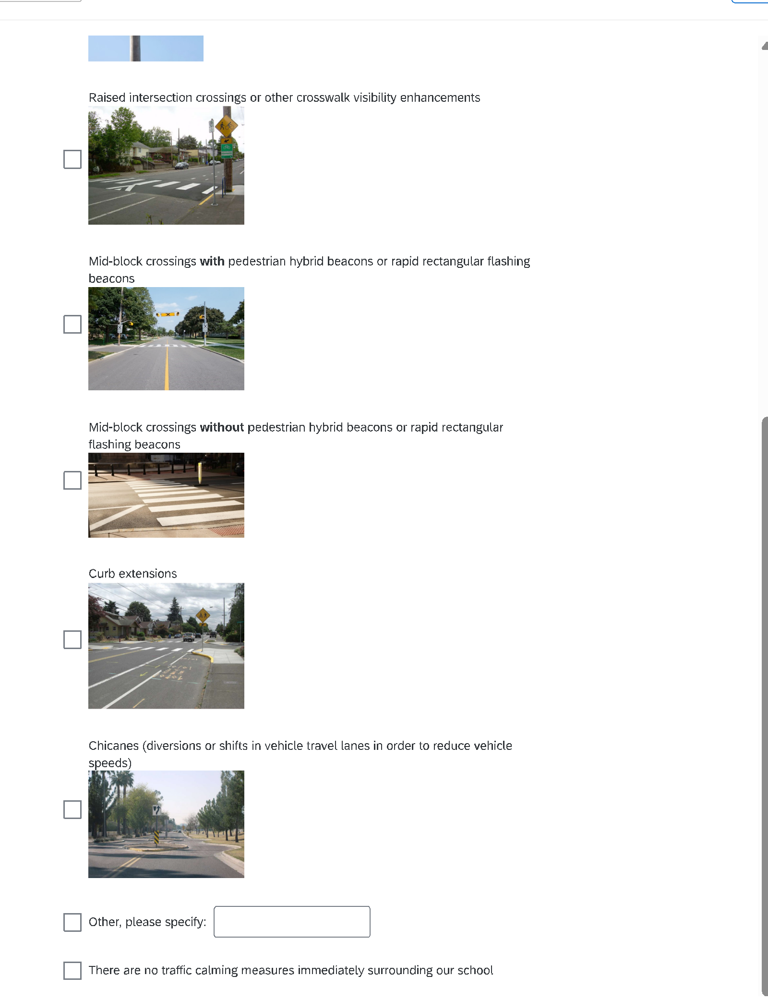 Raised intersection crossings or other crosswalk visibility enhancements
Mid-block crossings with pedestrian hybrid beacons or rapid rectangular flashing
beacons
Mid-block crossings without pedestrian hybrid beacons or rapid rectangular
flashing beacons
Curb extensions
Chicanes (diversions or shifts in vehicle travel lanes in order to reduce vehicle
speeds)
Other, please specify:
There are no traffic calming measures immediately surrounding our school